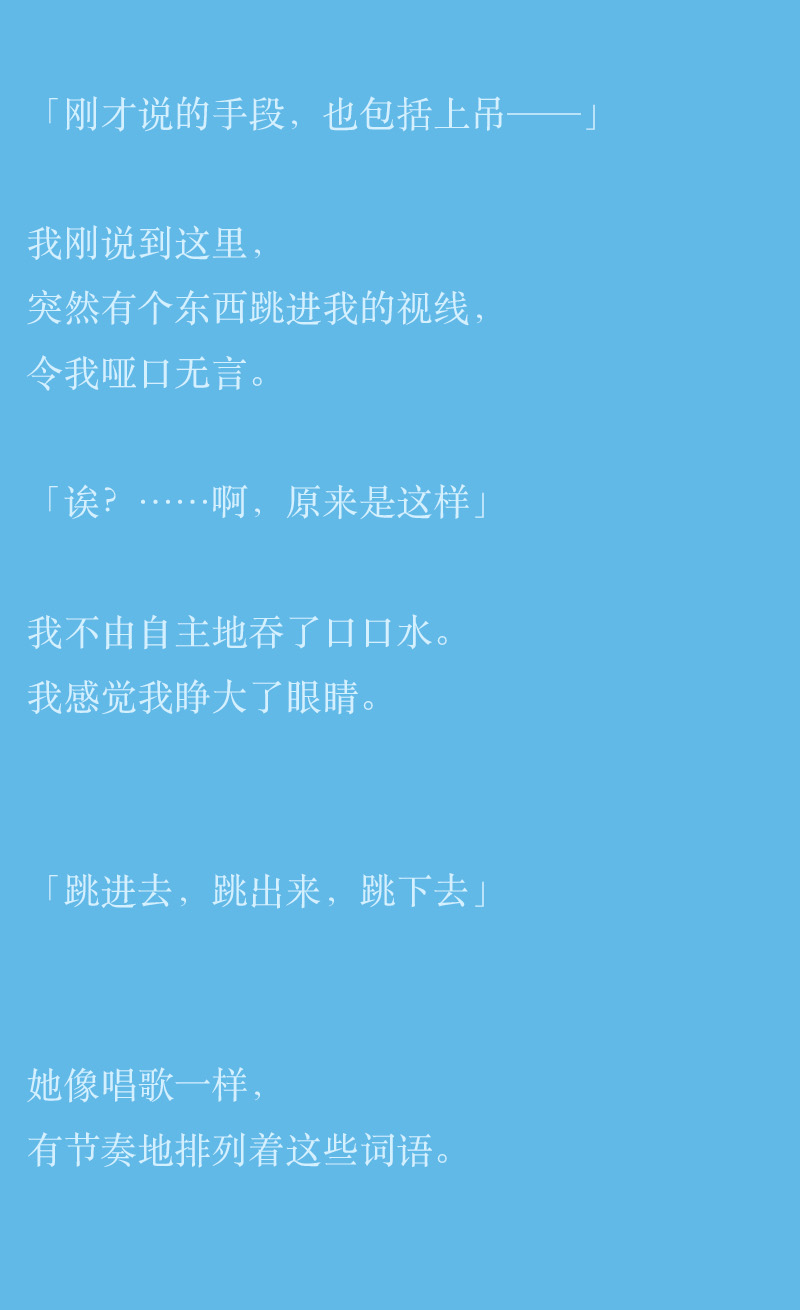 「刚才说的手段，也包括上吊——」
我刚说到这里，
突然有个东西跳进我的视线，
令我哑口无言。
「诶？……啊，原来是这样」
我不由自主地吞了口口水。
我感觉我睁大了眼睛。
「跳进去，跳出来，跳下去」
她像唱歌一样，
有节奏地排列着这些词语。